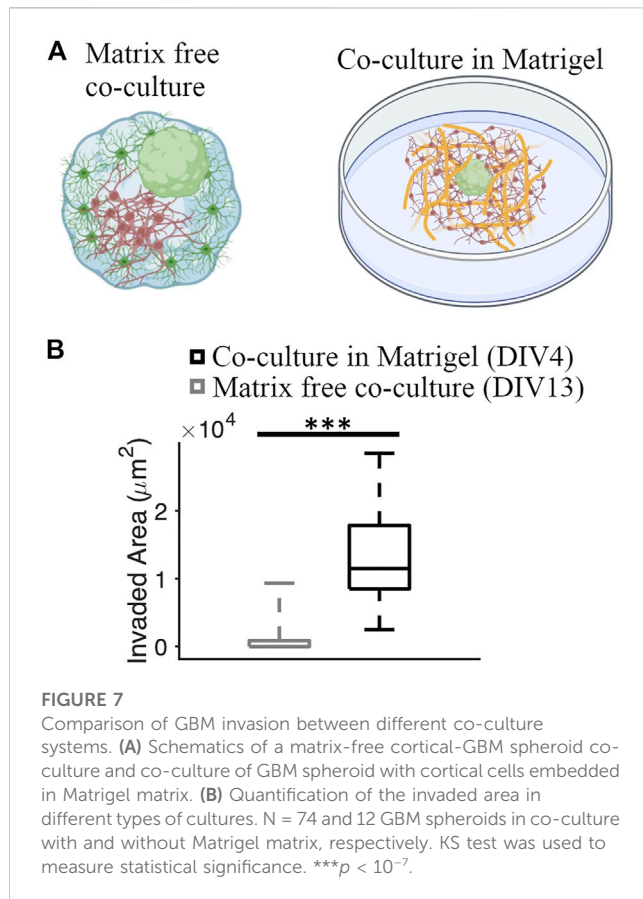 A
Matrix free
co-culture
Co-culture in Matrigel
B
Co-culture in Matrigel (DIV4)
Matrix free co-culture (DIV13)
×10⁴
***
Invaded Area (μm²)
2
1
0
FIGURE 7
Comparison of GBM invasion between different co-culture
systems. (A) Schematics of a matrix-free cortical-GBM spheroid co-
culture and co-culture of GBM spheroid with cortical cells embedded
in Matrigel matrix. (B) Quantification of the invaded area in
different types of cultures. N = 74 and 12 GBM spheroids in co-culture
with and without Matrigel matrix, respectively. KS test was used to
measure statistical significance. ***p < 10⁻⁷.